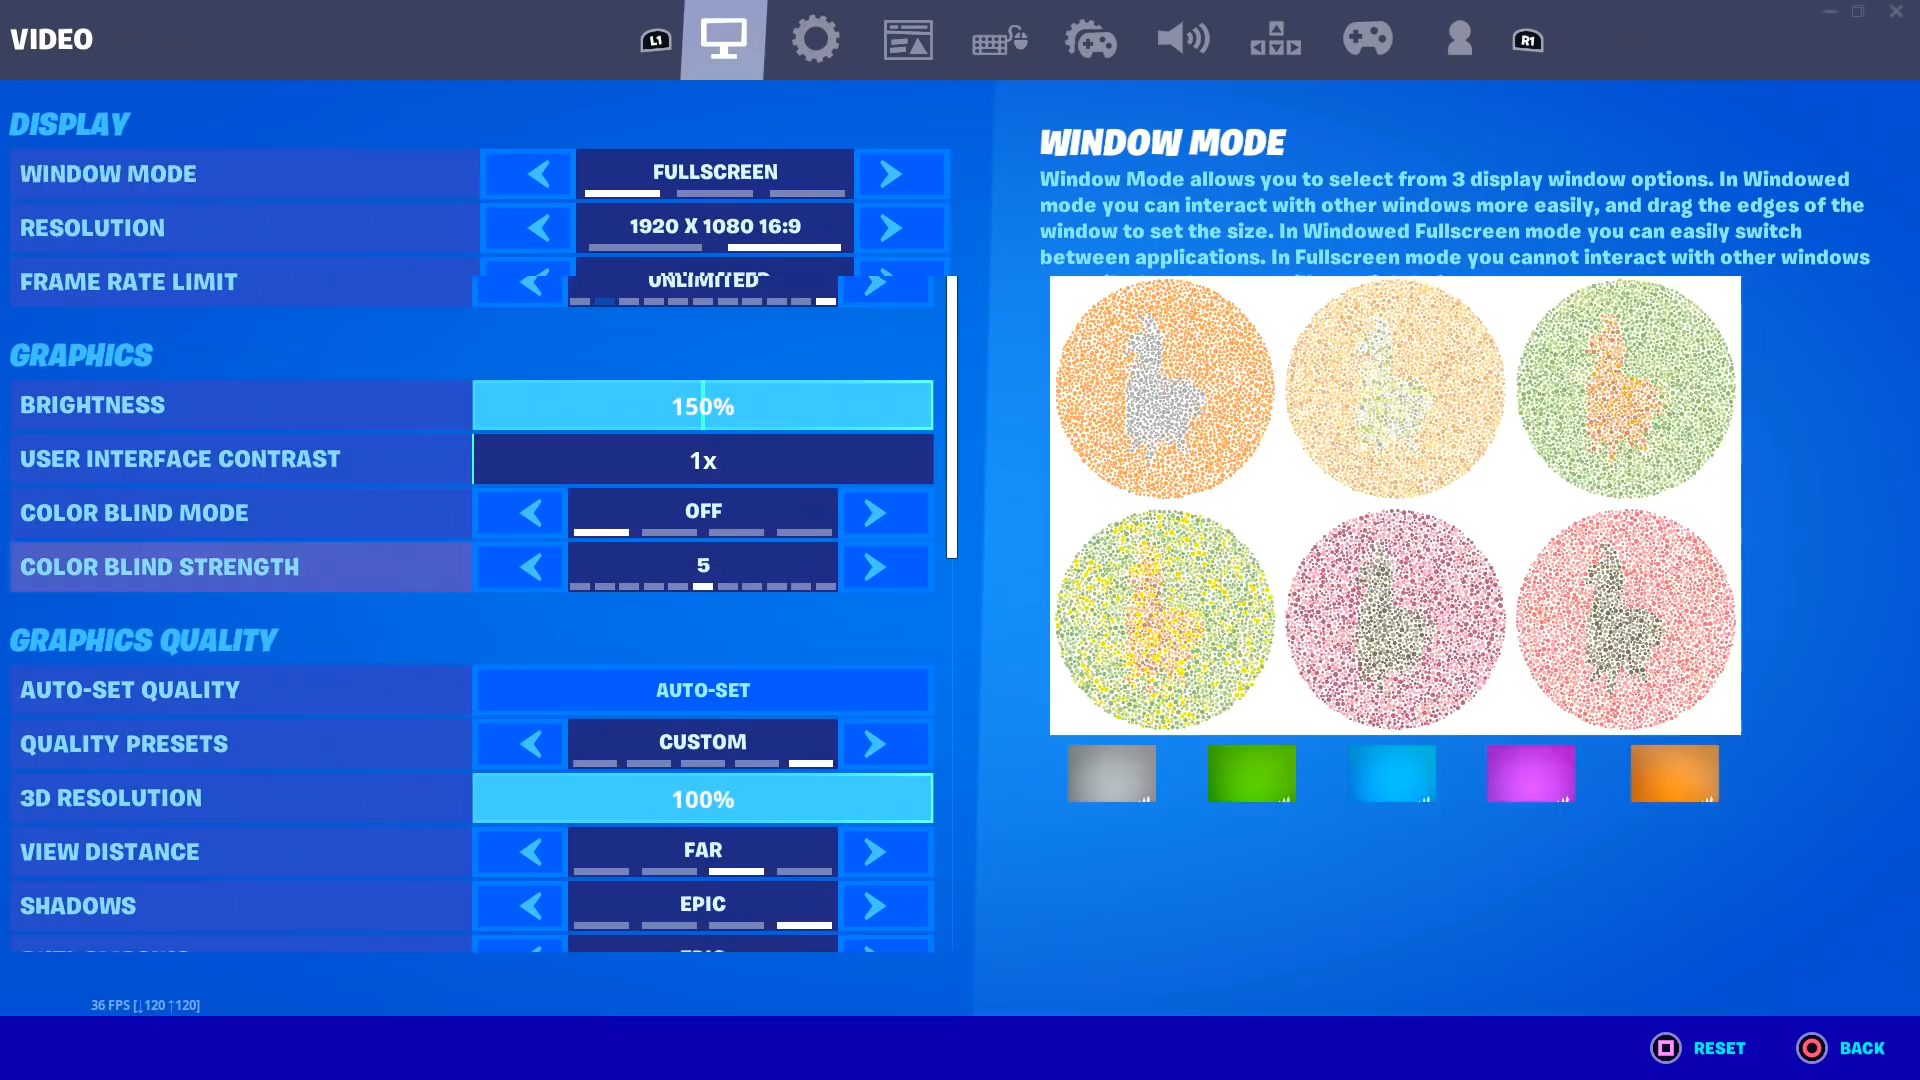 VIDEO
L1
R1
DISPLAY
WINDOW MODE
FULLSCREEN
RESOLUTION
1920 X 1080 16:9
FRAME RATE LIMIT
UNLIMITED
GRAPHICS
BRIGHTNESS
150%
USER INTERFACE CONTRAST
1x
COLOR BLIND MODE
OFF
COLOR BLIND STRENGTH
5
GRAPHICS QUALITY
AUTO-SET QUALITY
AUTO-SET
QUALITY PRESETS
CUSTOM
3D RESOLUTION
100%
VIEW DISTANCE
FAR
SHADOWS
EPIC
WINDOW MODE
Window Mode allows you to select from 3 display window options. In Windowed
mode you can interact with other windows more easily, and drag the edges of the
window to set the size. In Windowed Fullscreen mode you can easily switch
between applications. In Fullscreen mode you cannot interact with other windows
36 FPS [↓120 ↑120]
RESET
BACK